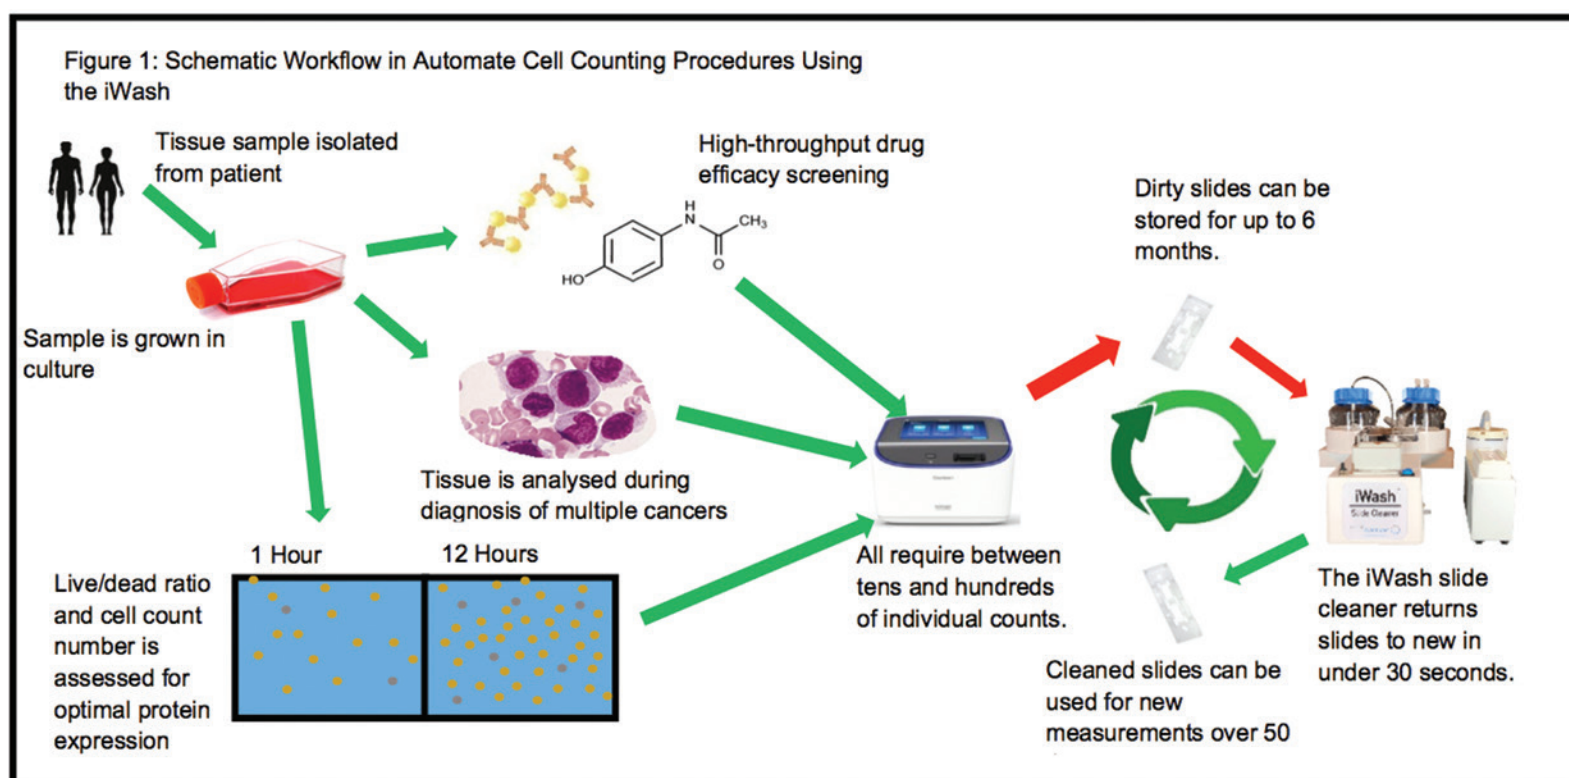 Figure 1: Schematic Workflow in Automate Cell Counting Procedures Using
the iWash
Tissue sample isolated
from patient
High-throughput drug
efficacy screening
Dirty slides can be
stored for up to 6
months.
H
N
CH3
O
HO
Sample is grown in
culture
Tissue is analysed during
diagnosis of multiple cancers
1 Hour
12 Hours
Live/dead ratio
and cell count
number is
assessed for
optimal protein
expression
All require between
tens and hundreds
of individual counts.
iWash
Slide Cleaner
The iWash slide
cleaner returns
slides to new in
under 30 seconds.
Cleaned slides can be
used for new
measurements over 50